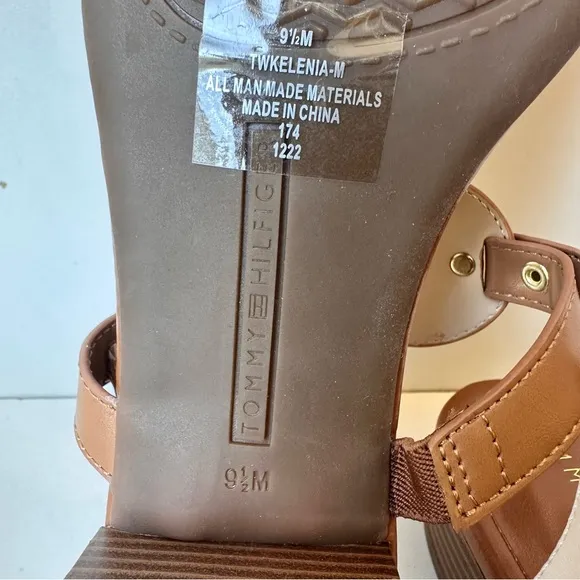 9½M
TWKELENIA-M
ALL MAN MADE MATERIALS
MADE IN CHINA
174
1222
TOMMY HILFIGER
9½M